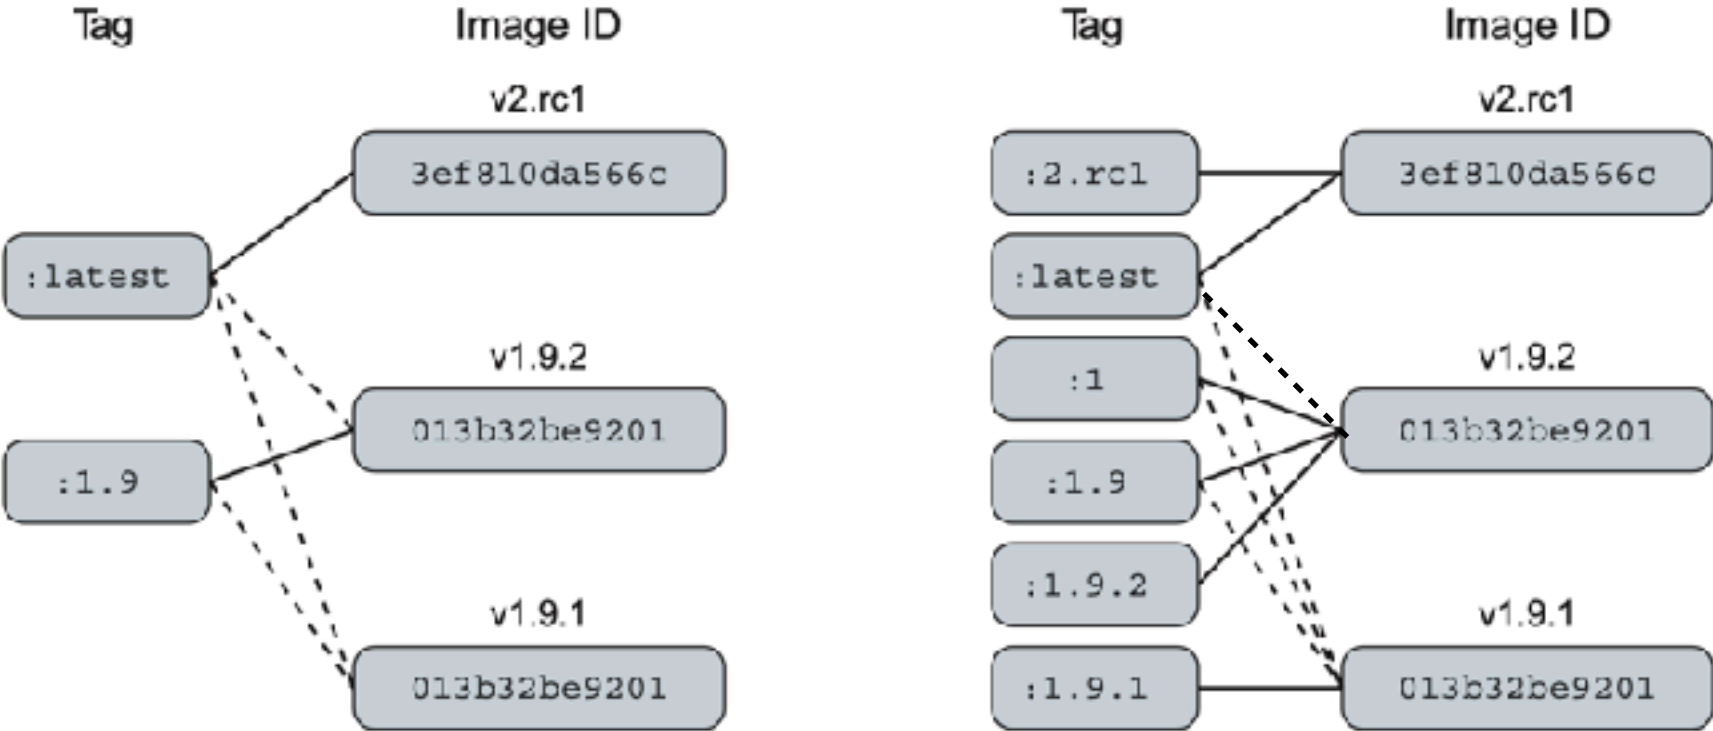 Tag Image ID
v2.rc1
3ef810da566c
:latest
v1.9.2
013b32be9201
:1.9
v1.9.1
013b32be9201
Tag Image ID
v2.rc1
:2.rc1 3ef810da566c
:latest
v1.9.2
:1
013b32be9201
:1.9
:1.9.2
v1.9.1
:1.9.1 013b32be9201